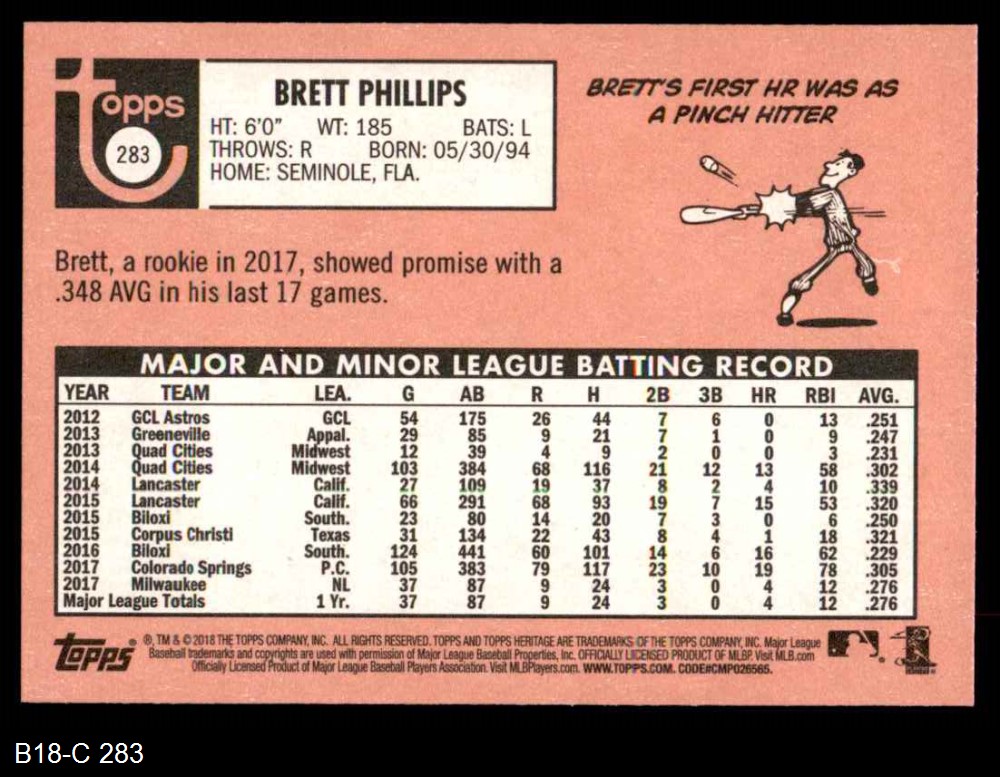 Topps
283
BRETT PHILLIPS
HT: 6'0" WT: 185 BATS: L
THROWS: R BORN: 05/30/94
HOME: SEMINOLE, FLA.
BRETT'S FIRST HR WAS AS
A PINCH HITTER
Brett, a rookie in 2017, showed promise with a
.348 AVG in his last 17 games.
MAJOR AND MINOR LEAGUE BATTING RECORD
YEAR TEAM LEA. G AB R H 2B 3B HR RBI AVG.
2012 GCL Astros GCL 54 175 26 44 7 6 0 13 .251
2013 Greeneville Appal. 29 85 9 21 7 1 0 9 .247
2013 Quad Cities Midwest 12 39 4 9 2 0 0 3 .231
2014 Quad Cities Midwest 103 384 68 116 21 12 13 58 .302
2014 Lancaster Calif. 27 109 19 37 8 2 4 10 .339
2015 Lancaster Calif. 66 291 68 93 19 7 15 53 .320
2015 Biloxi South. 23 80 14 20 7 3 0 6 .250
2015 Corpus Christi Texas 31 134 22 43 8 4 1 18 .321
2016 Biloxi South. 124 441 60 101 14 6 16 62 .229
2017 Colorado Springs P.C. 105 383 79 117 23 10 19 78 .305
2017 Milwaukee NL 37 87 9 24 3 0 4 12 .276
Major League Totals 1 Yr. 37 87 9 24 3 0 4 12 .276
Topps
®, TM & © 2018 THE TOPPS COMPANY, INC. ALL RIGHTS RESERVED. TOPPS AND TOPPS HERITAGE ARE TRADEMARKS OF THE TOPPS COMPANY, INC. Major League
Baseball trademarks and copyrights are used with permission of Major League Baseball Properties, Inc. OFFICIALLY LICENSED PRODUCT OF MLBP. Visit MLB.com
Officially Licensed Product of Major League Baseball Players Association. Visit MLBPlayers.com. WWW.TOPPS.COM. CODE#CMP026565.
B18-C 283